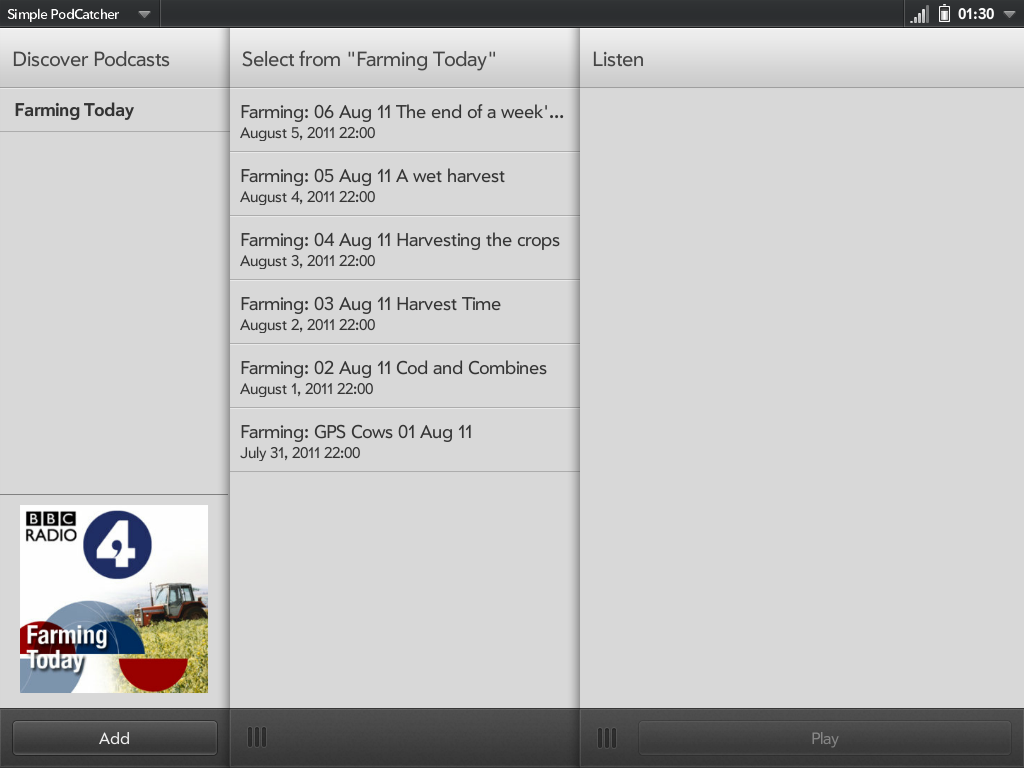 Simple PodCatcher
01:30
Discover Podcasts
Select from "Farming Today"
Listen
Farming Today
Farming: 06 Aug 11 The end of a week'...
August 5, 2011 22:00
Farming: 05 Aug 11 A wet harvest
August 4, 2011 22:00
Farming: 04 Aug 11 Harvesting the crops
August 3, 2011 22:00
Farming: 03 Aug 11 Harvest Time
August 2, 2011 22:00
Farming: 02 Aug 11 Cod and Combines
August 1, 2011 22:00
Farming: GPS Cows 01 Aug 11
July 31, 2011 22:00
BBC
RADIO
4
Farming
Today
Add
Play